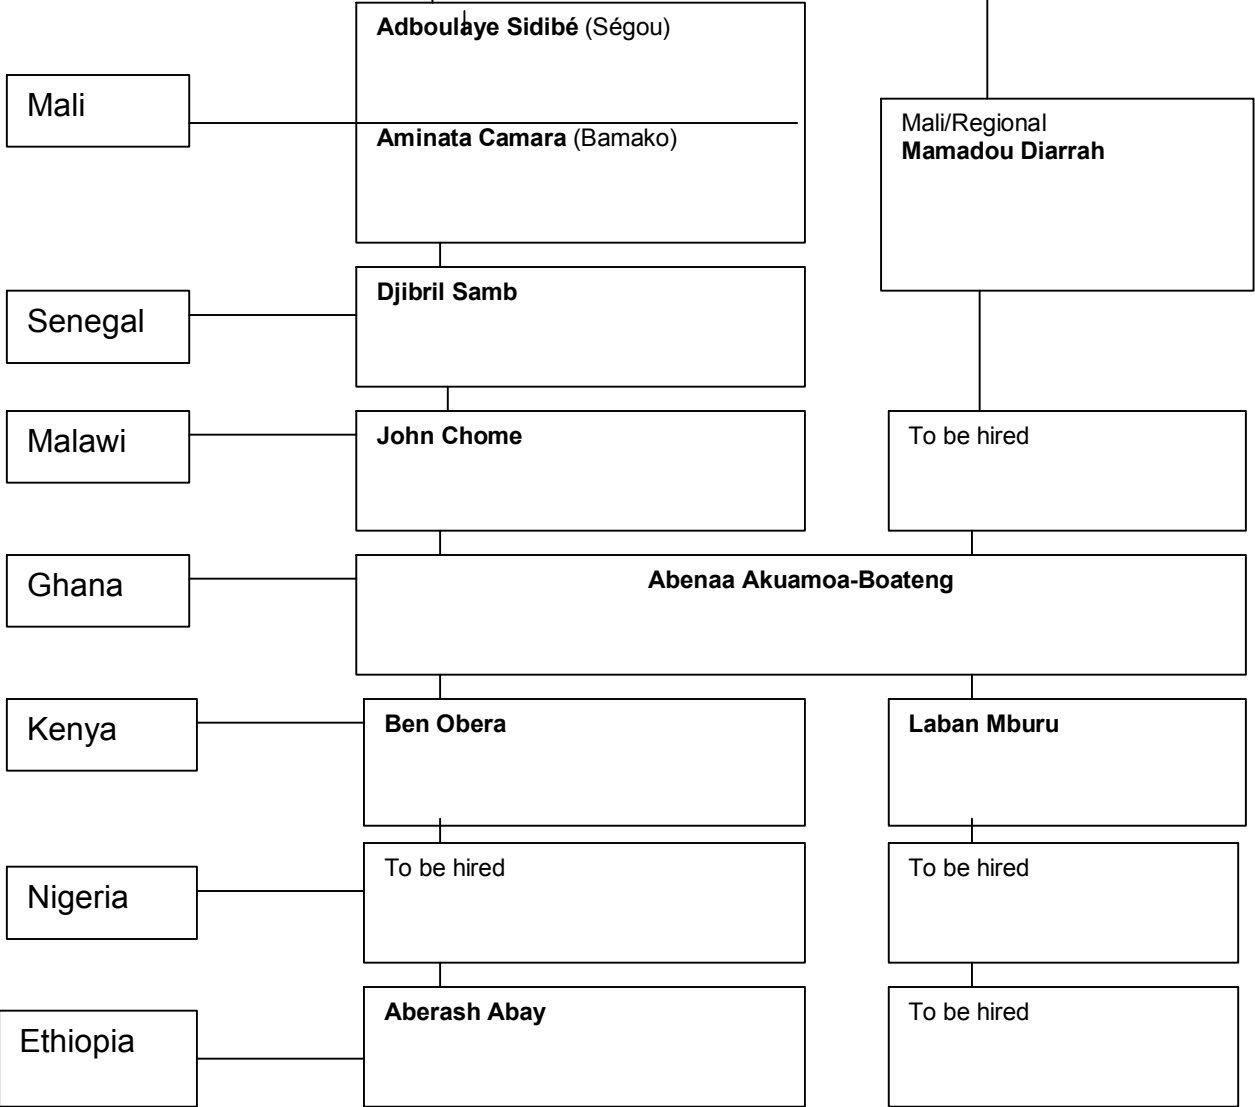 Adboulaye Sidibé (Ségou)
Mali
Aminata Camara (Bamako)
Mali/Regional
Mamadou Diarrah
Senegal
Djibril Samb
Malawi
John Chome
To be hired
Ghana
Abenaa Akuamoa-Boateng
Kenya
Ben Obera
Laban Mburu
Nigeria
To be hired
To be hired
Ethiopia
Aberash Abay
To be hired